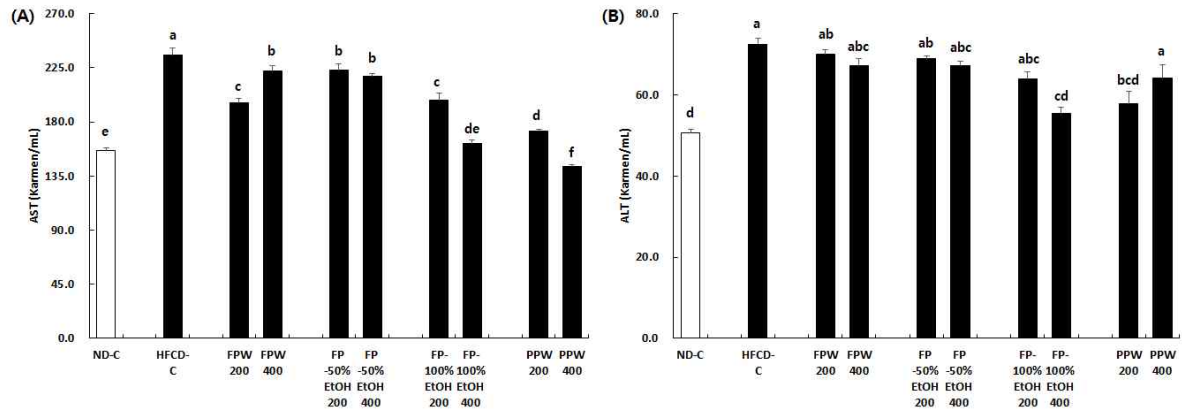 (A)
270.0
225.0
180.0
135.0
90.0
45.0
0.0
AST (Karmen/mL)
e
a
c
b
b
b
c
de
d
f
ND-C
HFCD-
C
FPW
200
FPW
400
FP
-50%
EtOH
200
FP
-50%
EtOH
400
FP-
100%
EtOH
200
FP-
100%
EtOH
400
PPW
200
PPW
400
(B)
80.0
60.0
40.0
20.0
0.0
ALT (Karmen/mL)
d
a
ab
abc
ab
abc
abc
cd
bcd
a
ND-C
HFCD-
C
FPW
200
FPW
400
FP
-50%
EtOH
200
FP
-50%
EtOH
400
FP-
100%
EtOH
200
FP-
100%
EtOH
400
PPW
200
PPW
400